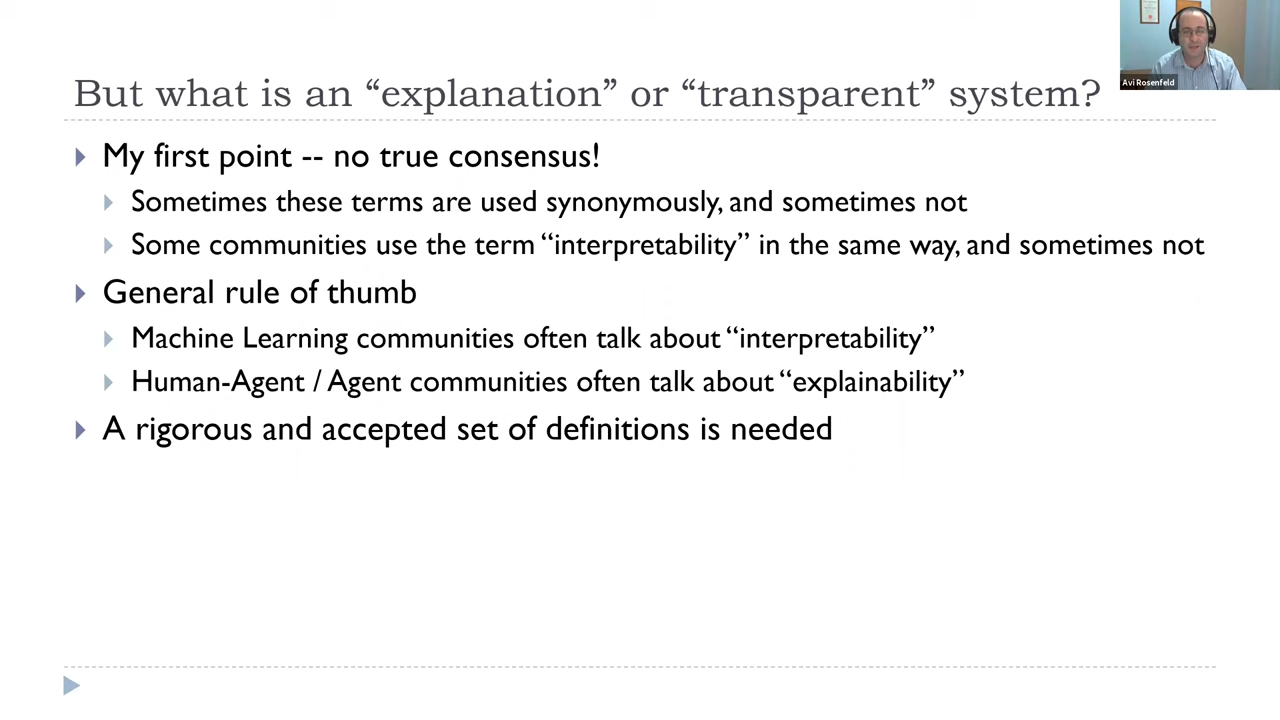 But what is an “explanation” or “transparent” system?
Avi Rosenfeld
My first point -- no true consensus!
Sometimes these terms are used synonymously, and sometimes not
Some communities use the term “interpretability” in the same way, and sometimes not
General rule of thumb
Machine Learning communities often talk about “interpretability”
Human-Agent / Agent communities often talk about “explainability”
A rigorous and accepted set of definitions is needed